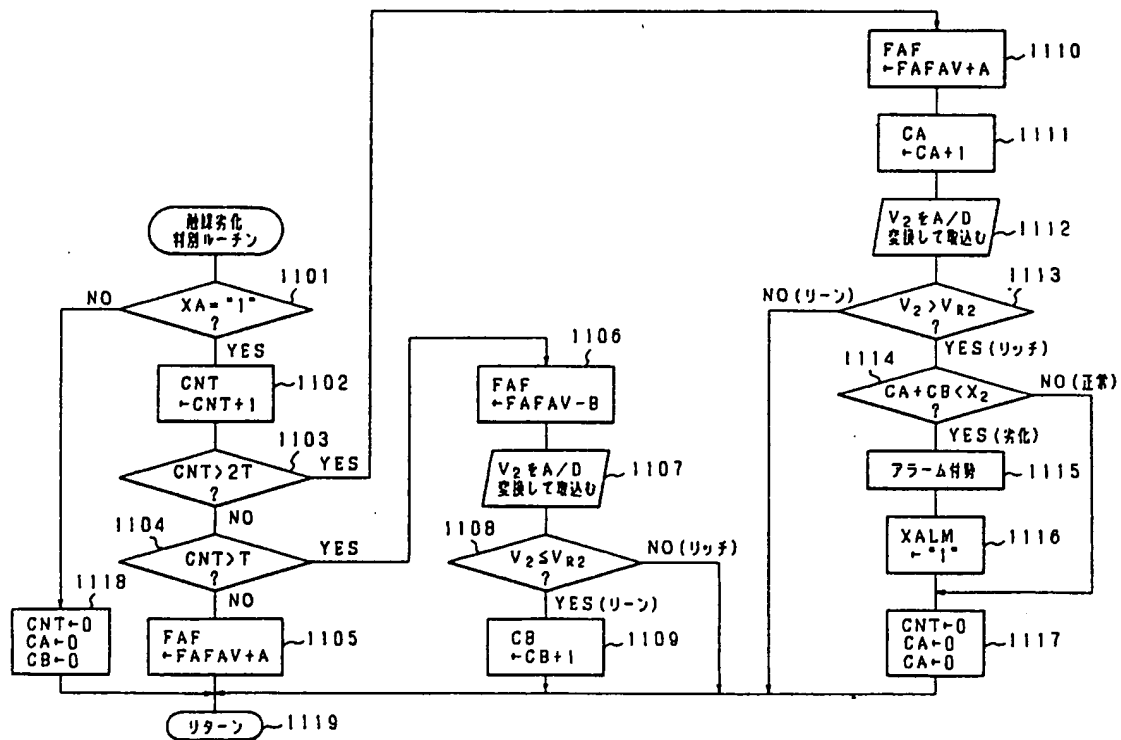 触媒劣化
判別ルーチン
1101
XA="1"
?
NO
YES
CNT
←CNT+1
1102
CNT>2T
?
1103
YES
NO
1104
CNT>T
?
YES
NO
FAF
←FAFAV+A
1105
1118
CNT←0
CA←0
CB←0
リターン
1119
1106
FAF
←FAFAV-B
V2をA/D
変換して取込む
1107
1108
V2≦VR2
?
NO(リッチ)
YES(リーン)
CB
←CB+1
1109
FAF
←FAFAV+A
1110
CA
←CA+1
1111
V2をA/D
変換して取込む
1112
1113
V2>VR2
?
NO(リーン)
YES(リッチ)
1114
CA+CB<X2
?
NO(正常)
YES(劣化)
アラーム付勢
1115
XALM
←"1"
1116
CNT←0
CA←0
CA←0
1117